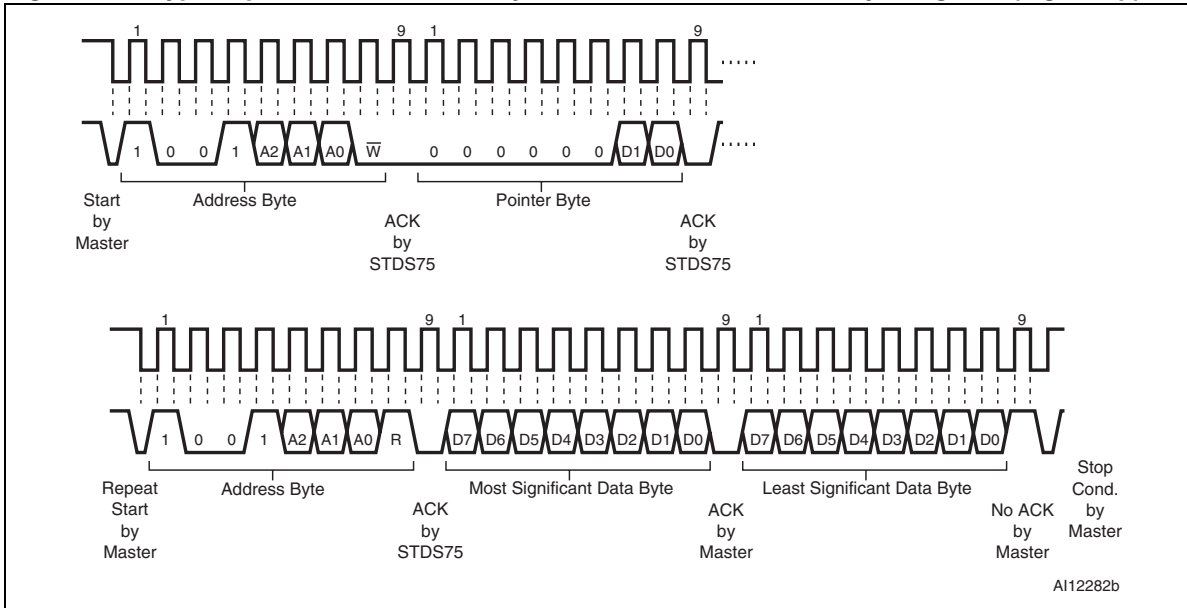 1 9 1 9
1 0 0 1 A2 A1 A0 W̅ 0 0 0 0 0 0 D1 D0
Address Byte
Pointer Byte
Start
by
Master
ACK
by
STDS75
ACK
by
STDS75
1 9 1 9 1 9
1 0 0 1 A2 A1 A0 R D7 D6 D5 D4 D3 D2 D1 D0 D7 D6 D5 D4 D3 D2 D1 D0
Address Byte
Most Significant Data Byte
Least Significant Data Byte
Repeat
Start
by
Master
ACK
by
STDS75
ACK
by
Master
No ACK
by
Master
Stop
Cond.
by
Master
AI12282b